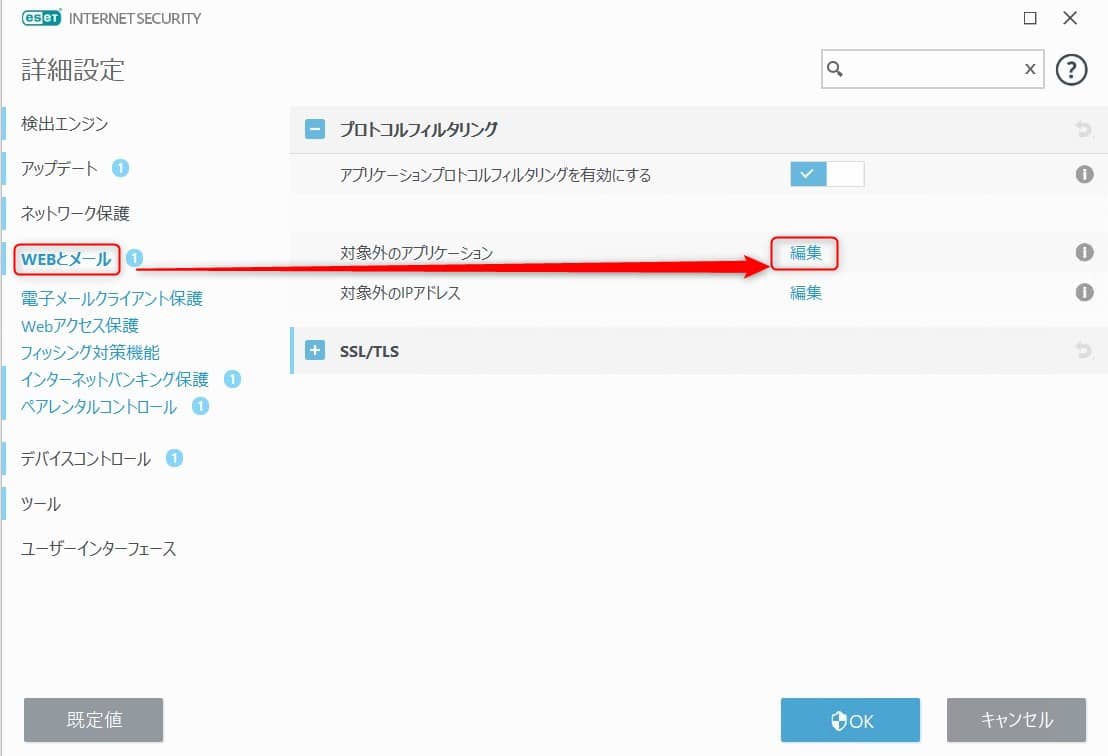 eset INTERNET SECURITY
詳細設定
x
?
検出エンジン
アップデート 1
ネットワーク保護
WEBとメール 1
電子メールクライアント保護
Webアクセス保護
フィッシング対策機能
インターネットバンキング保護 1
ペアレンタルコントロール 1
デバイスコントロール 1
ツール
ユーザーインターフェース
プロトコルフィルタリング
アプリケーションプロトコルフィルタリングを有効にする
対象外のアプリケーション 編集
対象外のIPアドレス 編集
SSL/TLS
既定値
OK
キャンセル